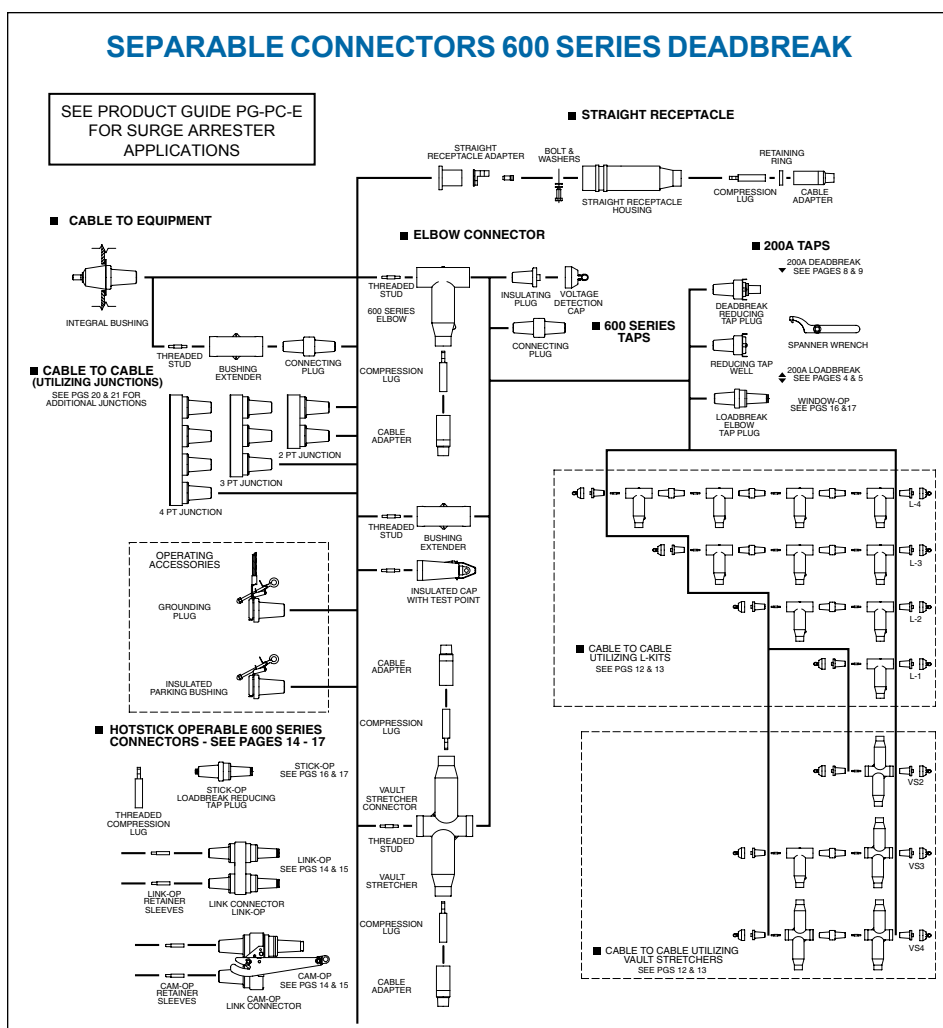 SEPARABLE CONNECTORS 600 SERIES DEADBREAK
SEE PRODUCT GUIDE PG-PC-E
FOR SURGE ARRESTER
APPLICATIONS
■ STRAIGHT RECEPTACLE
STRAIGHT
RECEPTACLE ADAPTER
BOLT &
WASHERS
STRAIGHT RECEPTACLE
HOUSING
COMPRESSION
LUG
RETAINING
RING
CABLE
ADAPTER
■ CABLE TO EQUIPMENT
INTEGRAL BUSHING
THREADED
STUD
BUSHING
EXTENDER
CONNECTING
PLUG
■ ELBOW CONNECTOR
THREADED
STUD
600 SERIES
ELBOW
INSULATING
PLUG
VOLTAGE
DETECTION
CAP
CONNECTING
PLUG
■ 600 SERIES
TAPS
COMPRESSION
LUG
CABLE
ADAPTER
■ 200A TAPS
200A DEADBREAK
SEE PAGES 8 & 9
DEADBREAK
REDUCING
TAP PLUG
SPANNER WRENCH
REDUCING TAP
WELL
200A LOADBREAK
SEE PAGES 4 & 5
WINDOW-OP
SEE PGS 16 &17
LOADBREAK
ELBOW
TAP PLUG
■ CABLE TO CABLE
(UTILIZING JUNCTIONS)
SEE PGS 20 & 21 FOR
ADDITIONAL JUNCTIONS
2 PT JUNCTION
3 PT JUNCTION
4 PT JUNCTION
THREADED
STUD
BUSHING
EXTENDER
INSULATED CAP
WITH TEST POINT
OPERATING
ACCESSORIES
GROUNDING
PLUG
INSULATED
PARKING BUSHING
L-4
L-3
L-2
L-1
■ CABLE TO CABLE
UTILIZING L-KITS
SEE PGS 12 & 13
CABLE
ADAPTER
COMPRESSION
LUG
VAULT
STRETCHER
CONNECTOR
THREADED
STUD
VAULT
STRETCHER
COMPRESSION
LUG
CABLE
ADAPTER
■ HOTSTICK OPERABLE 600 SERIES
CONNECTORS - SEE PAGES 14 - 17
THREADED
COMPRESSION
LUG
STICK-OP
SEE PGS 16 & 17
STICK-OP
LOADBREAK REDUCING
TAP PLUG
LINK-OP
SEE PGS 14 & 15
LINK-OP
RETAINER
SLEEVES
LINK CONNECTOR
LINK-OP
CAM-OP
SEE PGS 14 & 15
CAM-OP
RETAINER
SLEEVES
CAM-OP
LINK CONNECTOR
VS2
VS3
VS4
■ CABLE TO CABLE UTILIZING
VAULT STRETCHERS
SEE PGS 12 & 13